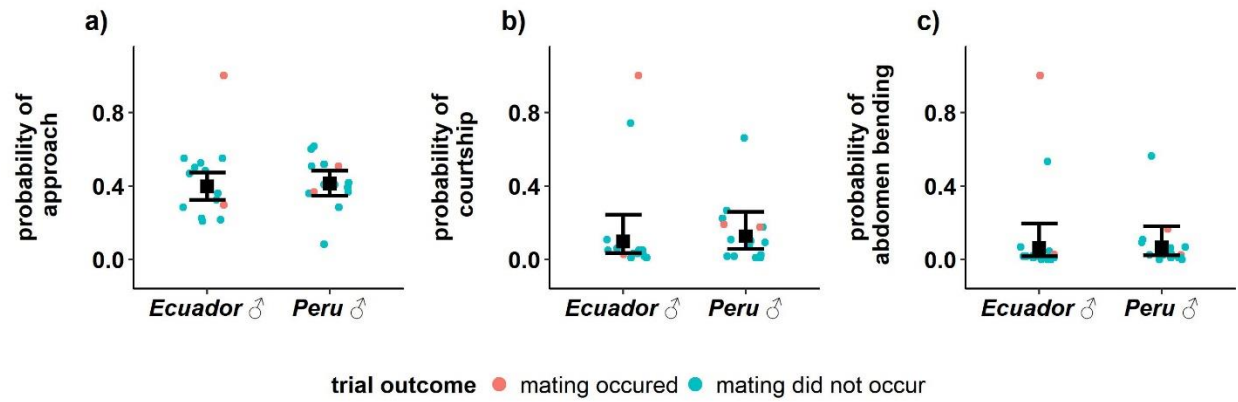 a)
probability of
approach
0.8
0.4
0.0
Ecuador ♂ Peru ♂
b)
probability of
courtship
0.8
0.4
0.0
Ecuador ♂ Peru ♂
c)
probability of
abdomen bending
0.8
0.4
0.0
Ecuador ♂ Peru ♂
trial outcome mating occured mating did not occur